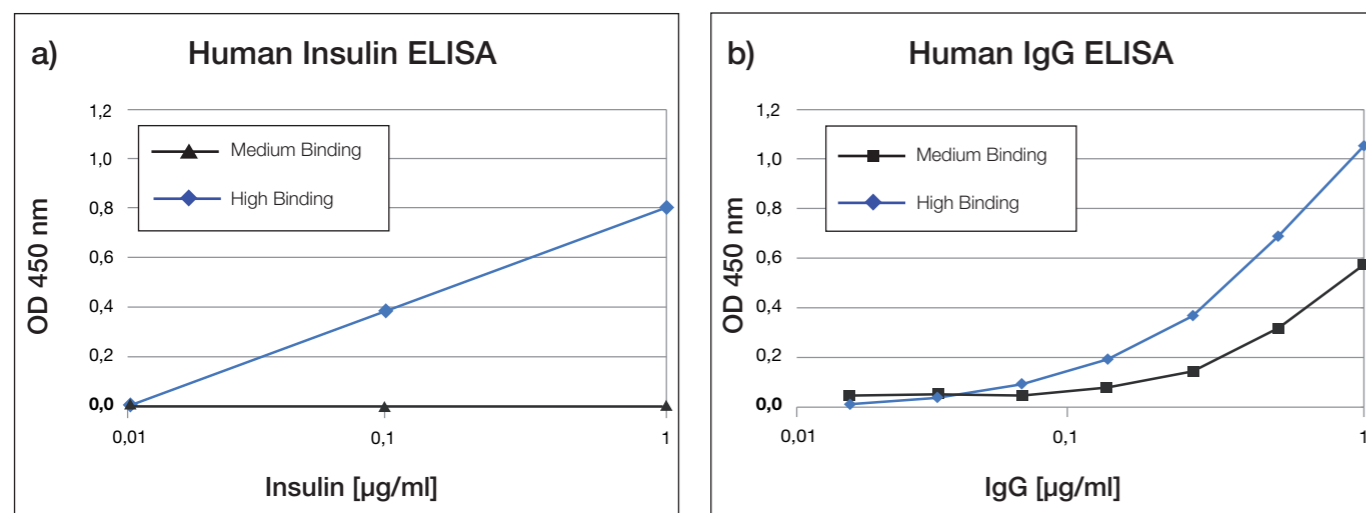 a) Human Insulin ELISA
OD 450 nm
1,2
1,0
0,8
0,6
0,4
0,2
0,0
Medium Binding
High Binding
0,01 0,1 1
Insulin [µg/ml]
b) Human IgG ELISA
OD 450 nm
1,2
1,0
0,8
0,6
0,4
0,2
0,0
Medium Binding
High Binding
0,01 0,1 1
IgG [µg/ml]